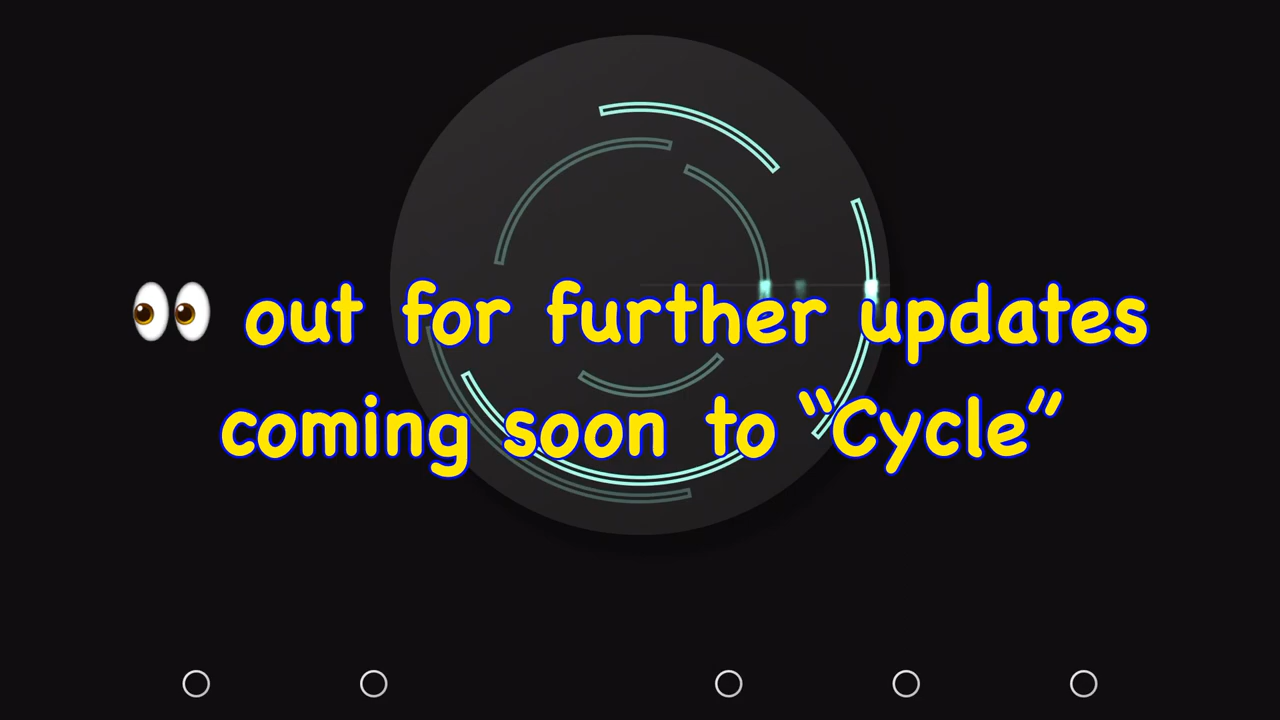 👀 out for further updates
coming soon to “Cycle”